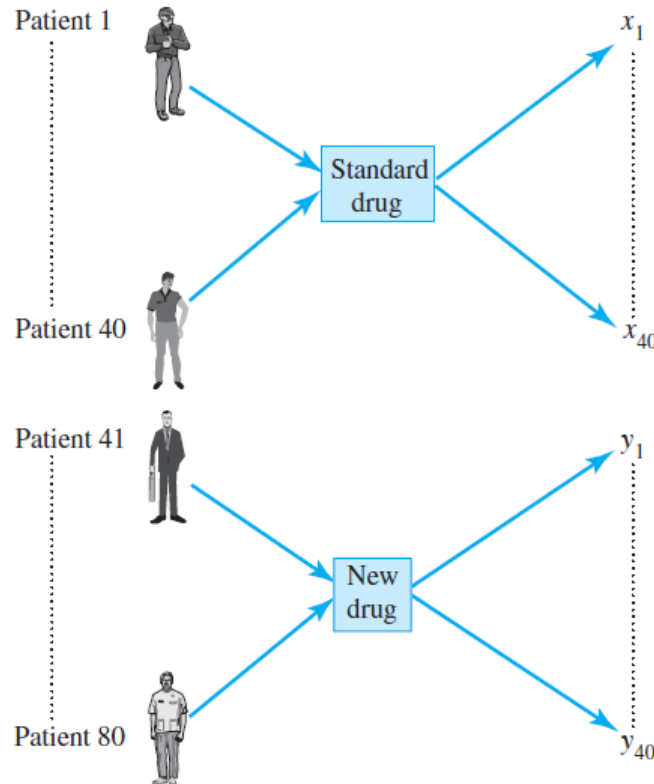 Patient 1
x1
Standard
drug
Patient 40
x40
Patient 41
y1
New
drug
Patient 80
y40